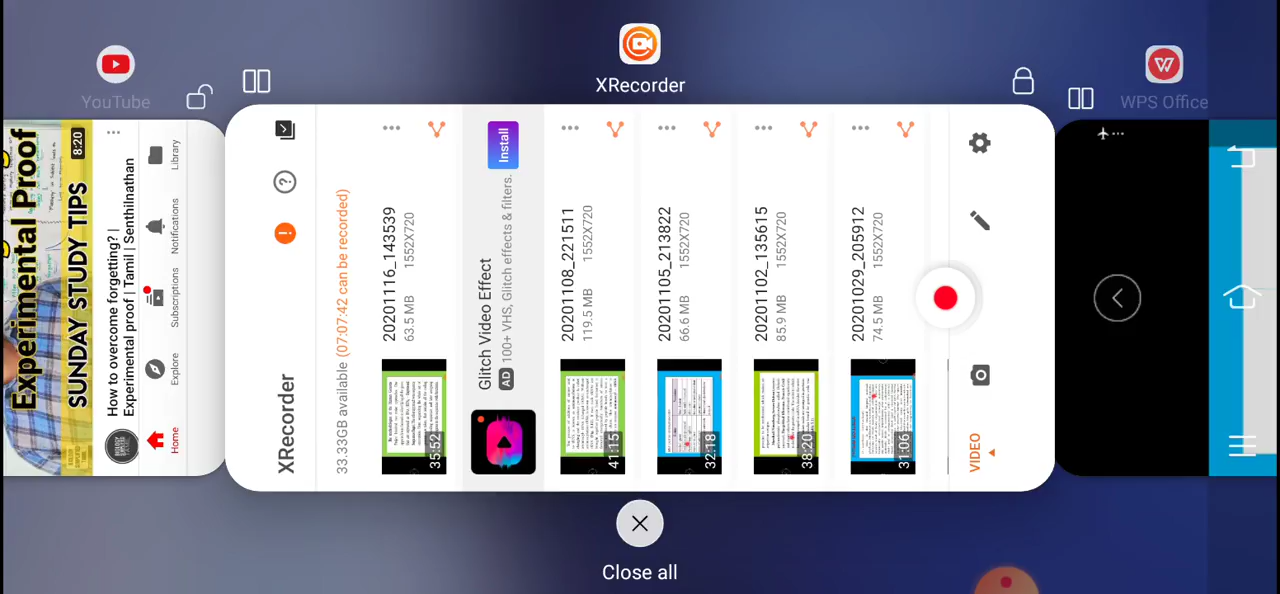 YouTube
XRecorder
WPS Office
Experimental Proof
SUNDAY STUDY TIPS
8:20
How to overcome forgetting? |
Experimental proof | Tamil | Senthilnathan
Home
Explore
Subscriptions
Notifications
Library
XRecorder
33.33GB available (07:07:42 can be recorded)
20201116_143539
63.5 MB 1552X720
35:52
Glitch Video Effect
AD 100+ VHS, Glitch effects & filters.
Install
20201108_221511
119.5 MB 1552X720
41:15
20201105_213822
66.6 MB 1552X720
32:18
20201102_135615
85.9 MB 1552X720
38:20
20201029_205912
74.5 MB 1552X720
31:06
VIDEO
Close all